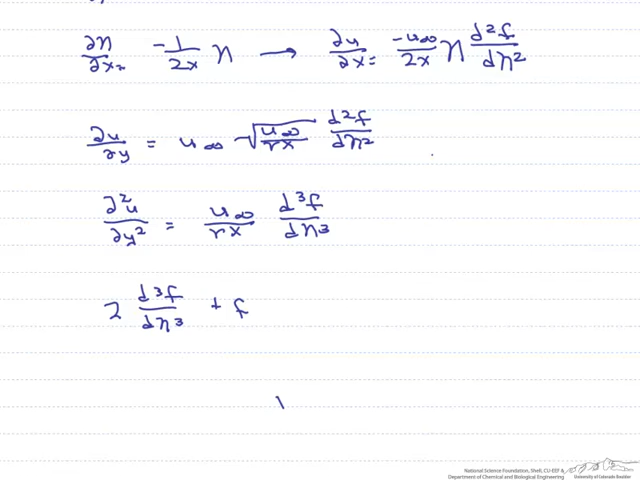 ∂η/∂x = -1/2x η → ∂u/∂x = -u∞/2x η d²f/dη²
∂u/∂y = u∞ √(u∞/νx) d²f/dη²
∂²u/∂y² = u∞/νx d³f/dη³
2 d³f/dη³ + f
National Science Foundation, Shell, CU-EEF &
Department of Chemical and Biological Engineering University of Colorado Boulder